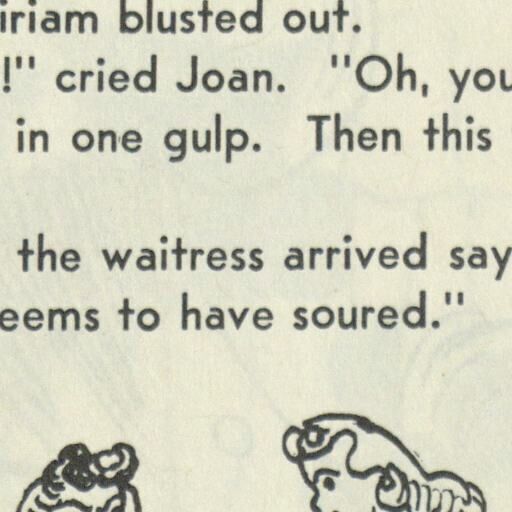 iriam blusted out.
!" cried Joan. "Oh, you
in one gulp. Then this
the waitress arrived say
eems to have soured."